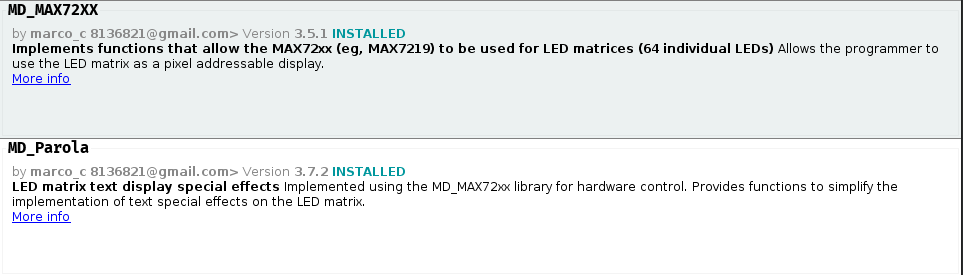 MD_MAX72XX
by marco_c 8136821@gmail.com> Version 3.5.1 INSTALLED
Implements functions that allow the MAX72xx (eg, MAX7219) to be used for LED matrices (64 individual LEDs) Allows the programmer to
use the LED matrix as a pixel addressable display.
More info
MD_Parola
by marco_c 8136821@gmail.com> Version 3.7.2 INSTALLED
LED matrix text display special effects Implemented using the MD_MAX72xx library for hardware control. Provides functions to simplify the
implementation of text special effects on the LED matrix.
More info